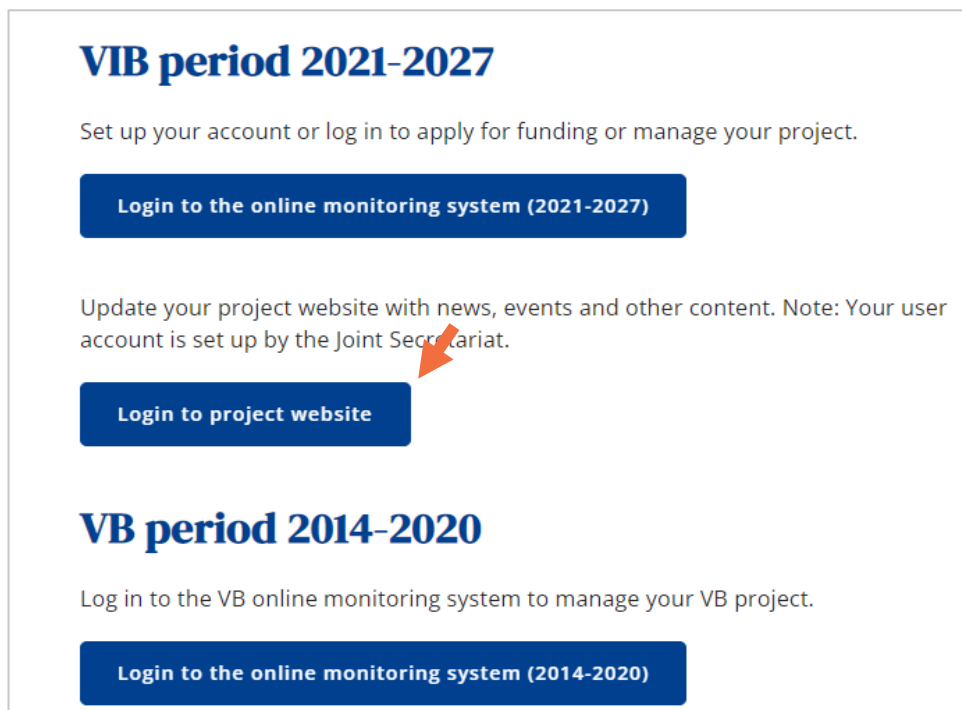 VIB period 2021-2027
Set up your account or log in to apply for funding or manage your project.
Login to the online monitoring system (2021-2027)
Update your project website with news, events and other content. Note: Your user
account is set up by the Joint Secretariat.
Login to project website
VB period 2014-2020
Log in to the VB online monitoring system to manage your VB project.
Login to the online monitoring system (2014-2020)